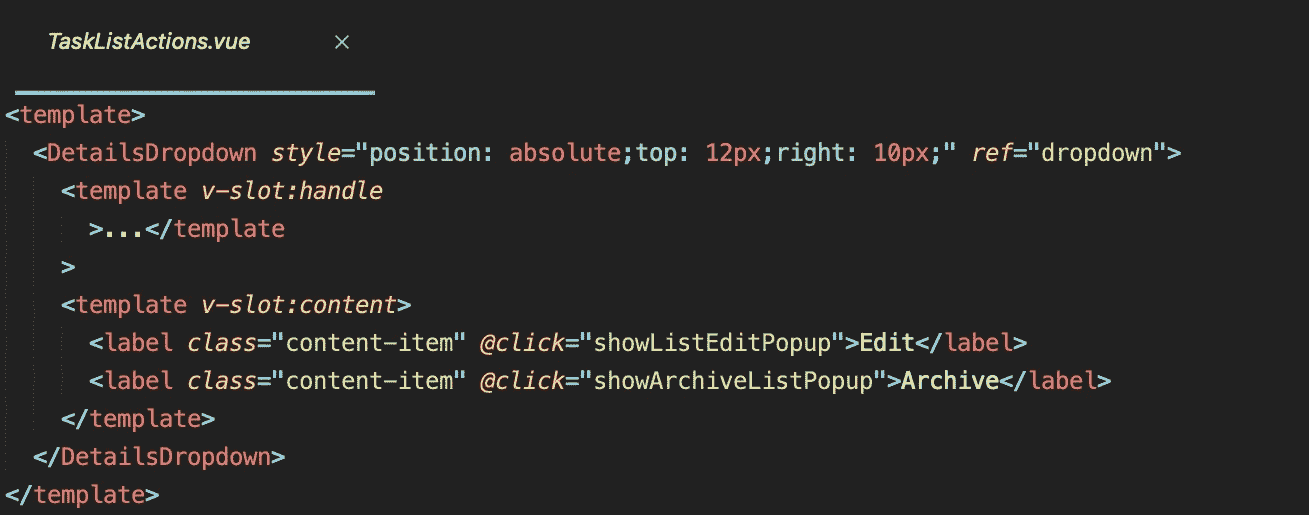 TaskListActions.vue ×
<template>
  <DetailsDropdown style="position: absolute;top: 12px;right: 10px;" ref="dropdown">
    <template v-slot:handle
      >...</template
    >
    <template v-slot:content>
      <label class="content-item" @click="showListEditPopup">Edit</label>
      <label class="content-item" @click="showArchiveListPopup">Archive</label>
    </template>
  </DetailsDropdown>
</template>